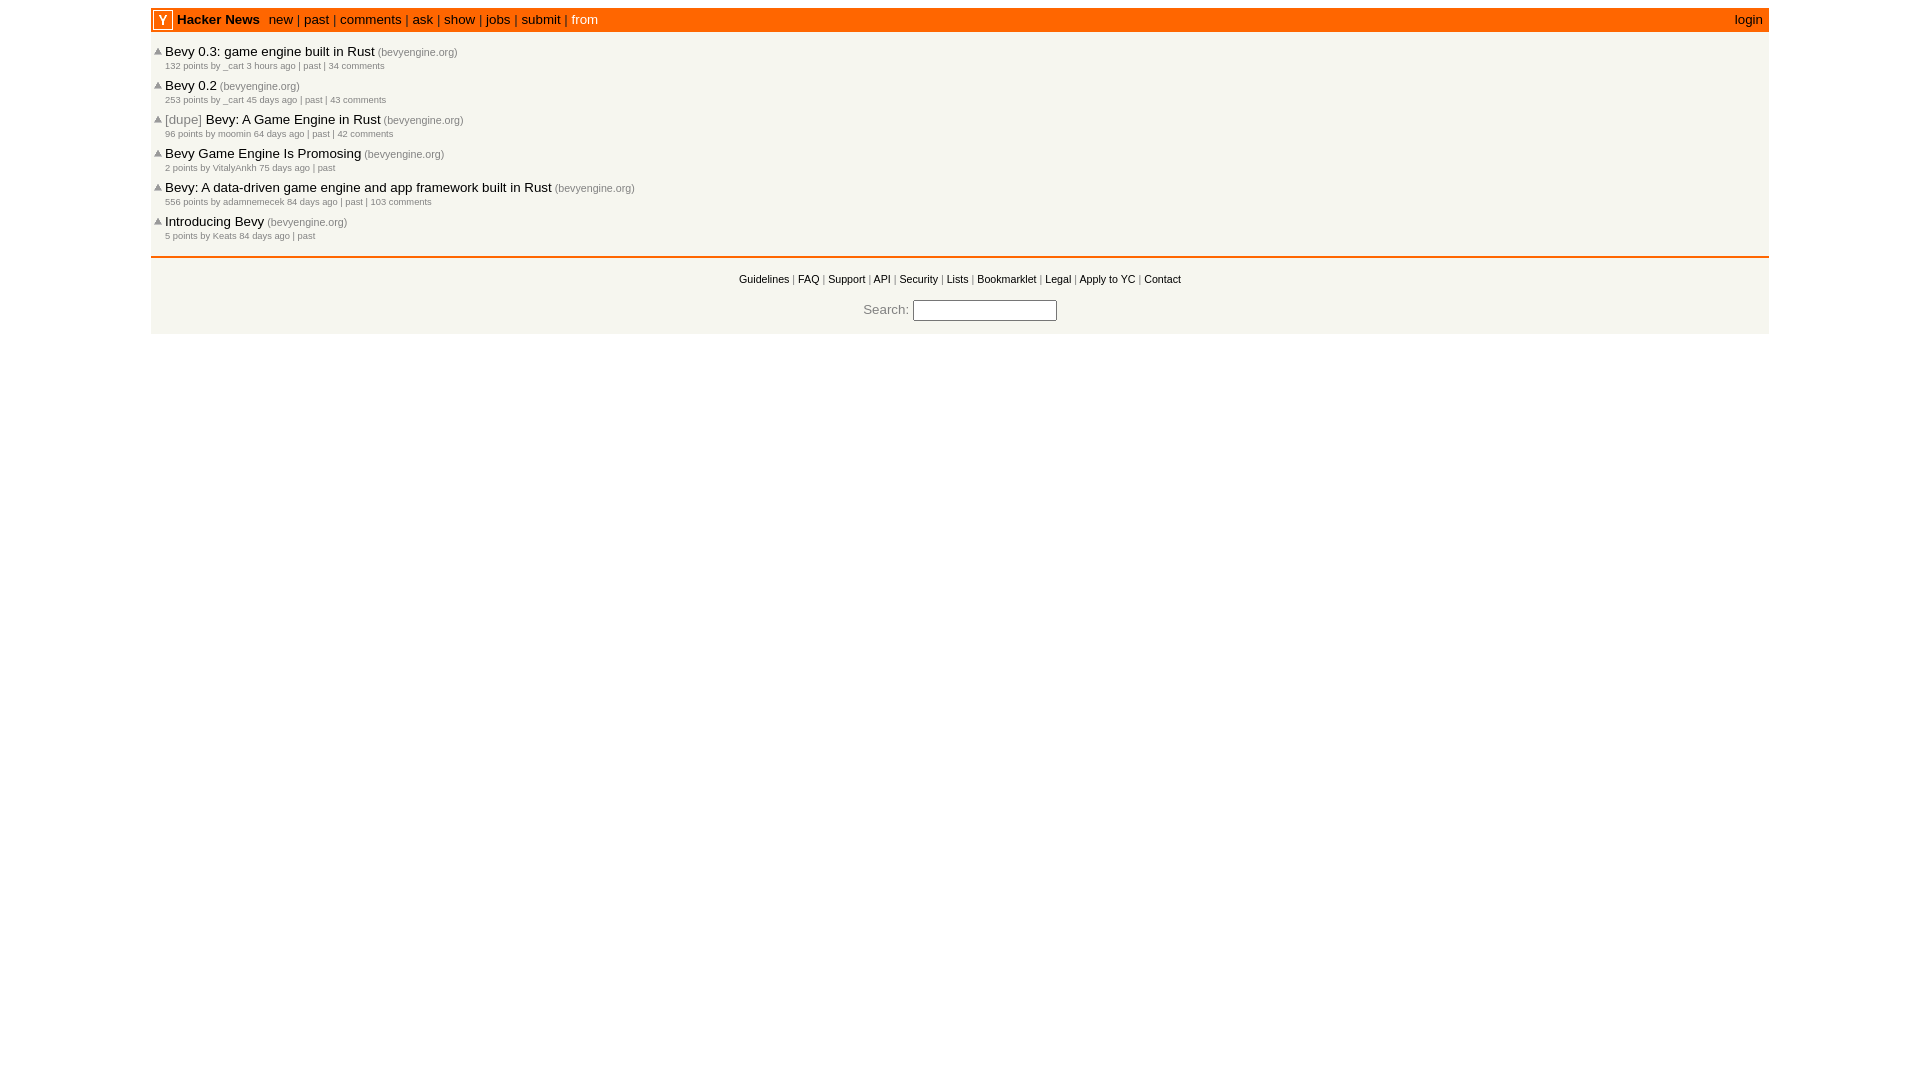 Y Hacker News new | past | comments | ask | show | jobs | submit | from login
Bevy 0.3: game engine built in Rust (bevyengine.org)
132 points by _cart 3 hours ago | past | 34 comments
Bevy 0.2 (bevyengine.org)
253 points by _cart 45 days ago | past | 43 comments
[dupe] Bevy: A Game Engine in Rust (bevyengine.org)
96 points by moomin 64 days ago | past | 42 comments
Bevy Game Engine Is Promosing (bevyengine.org)
2 points by VitalyAnkh 75 days ago | past
Bevy: A data-driven game engine and app framework built in Rust (bevyengine.org)
556 points by adamnemecek 84 days ago | past | 103 comments
Introducing Bevy (bevyengine.org)
5 points by Keats 84 days ago | past
Guidelines | FAQ | Support | API | Security | Lists | Bookmarklet | Legal | Apply to YC | Contact
Search: